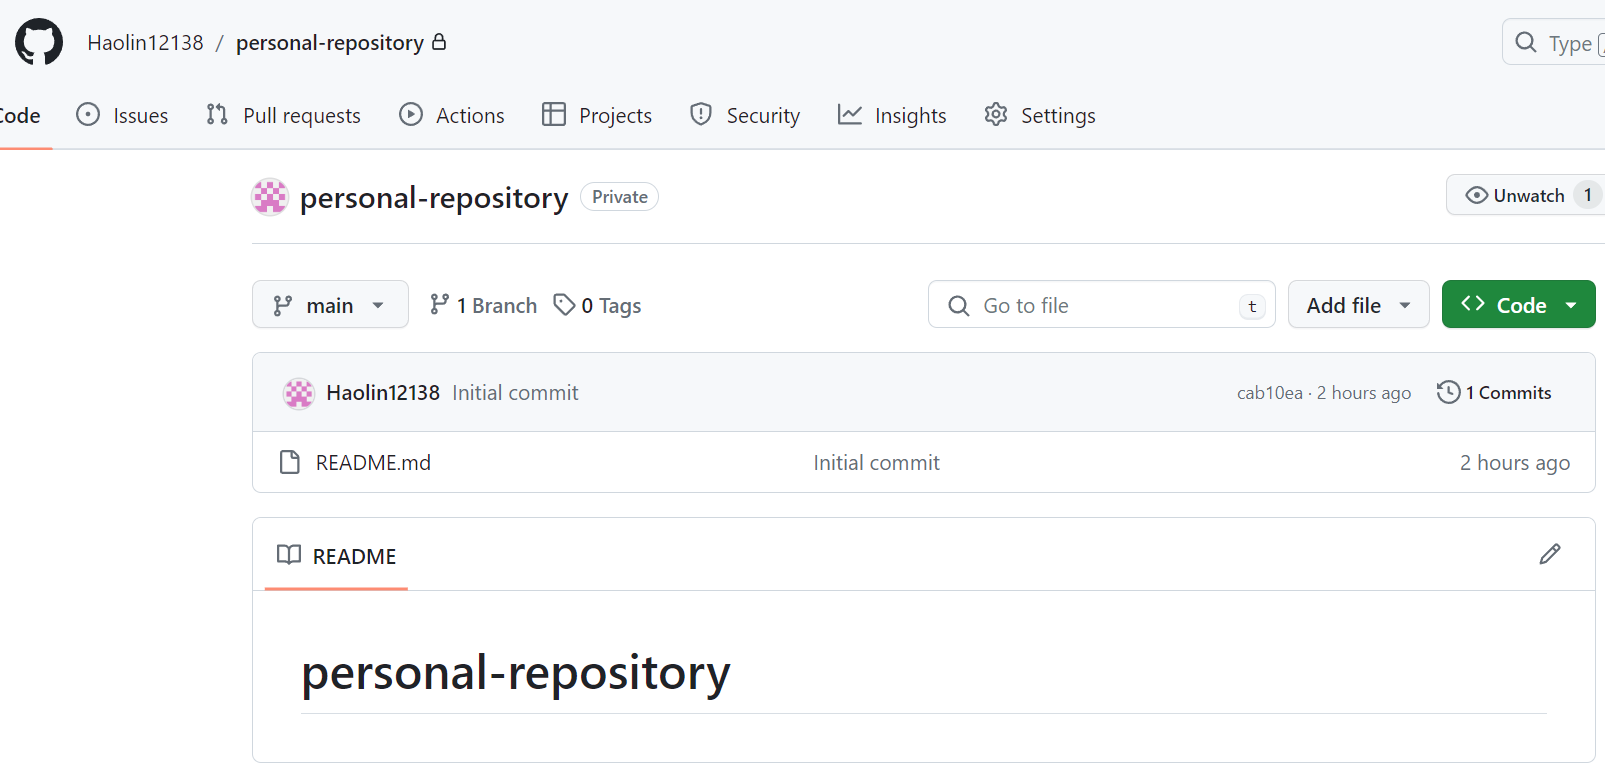 Haolin12138 / personal-repository
Type /
Code Issues Pull requests Actions Projects Security Insights Settings
personal-repository Private
Unwatch 1
main 1 Branch 0 Tags
Go to file t
Add file
Code
Haolin12138 Initial commit cab10ea · 2 hours ago 1 Commits
README.md Initial commit 2 hours ago
README
personal-repository